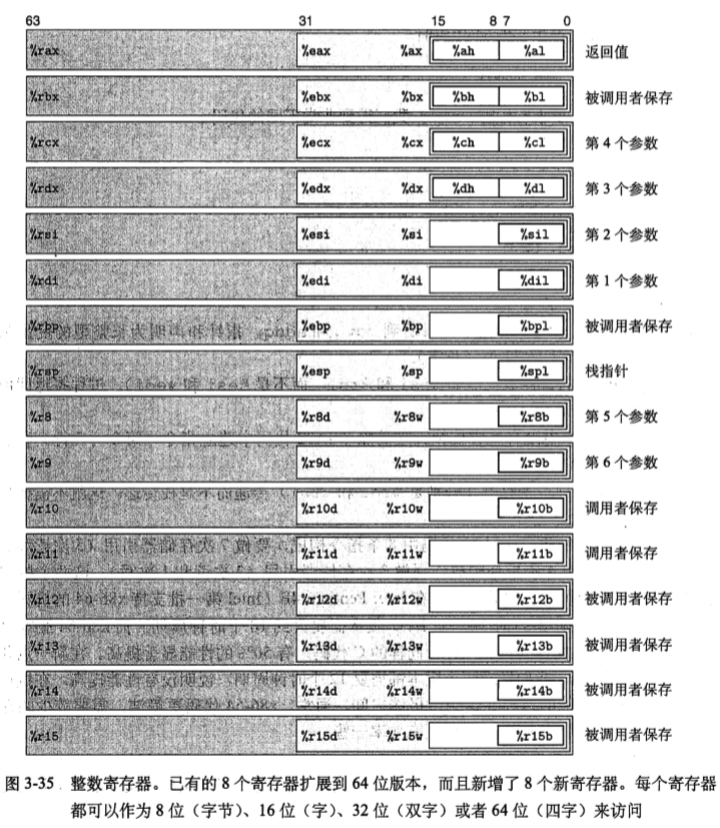 63 31 15 8 7 0
%rax %eax %ax %ah %al 返回值
%rbx %ebx %bx %bh %bl 被调用者保存
%rcx %ecx %cx %ch %cl 第 4 个参数
%rdx %edx %dx %dh %dl 第 3 个参数
%rsi %esi %si %sil 第 2 个参数
%rdi %edi %di %dil 第 1 个参数
%rbp %ebp %bp %bpl 被调用者保存
%rsp %esp %sp %spl 栈指针
%r8 %r8d %r8w %r8b 第 5 个参数
%r9 %r9d %r9w %r9b 第 6 个参数
%r10 %r10d %r10w %r10b 调用者保存
%r11 %r11d %r11w %r11b 调用者保存
%r12 %r12d %r12w %r12b 被调用者保存
%r13 %r13d %r13w %r13b 被调用者保存
%r14 %r14d %r14w %r14b 被调用者保存
%r15 %r15d %r15w %r15b 被调用者保存
图 3-35 整数寄存器。已有的 8 个寄存器扩展到 64 位版本，而且新增了 8 个新寄存器。每个寄存器
都可以作为 8 位（字节）、16 位（字）、32 位（双字）或者 64 位（四字）来访问